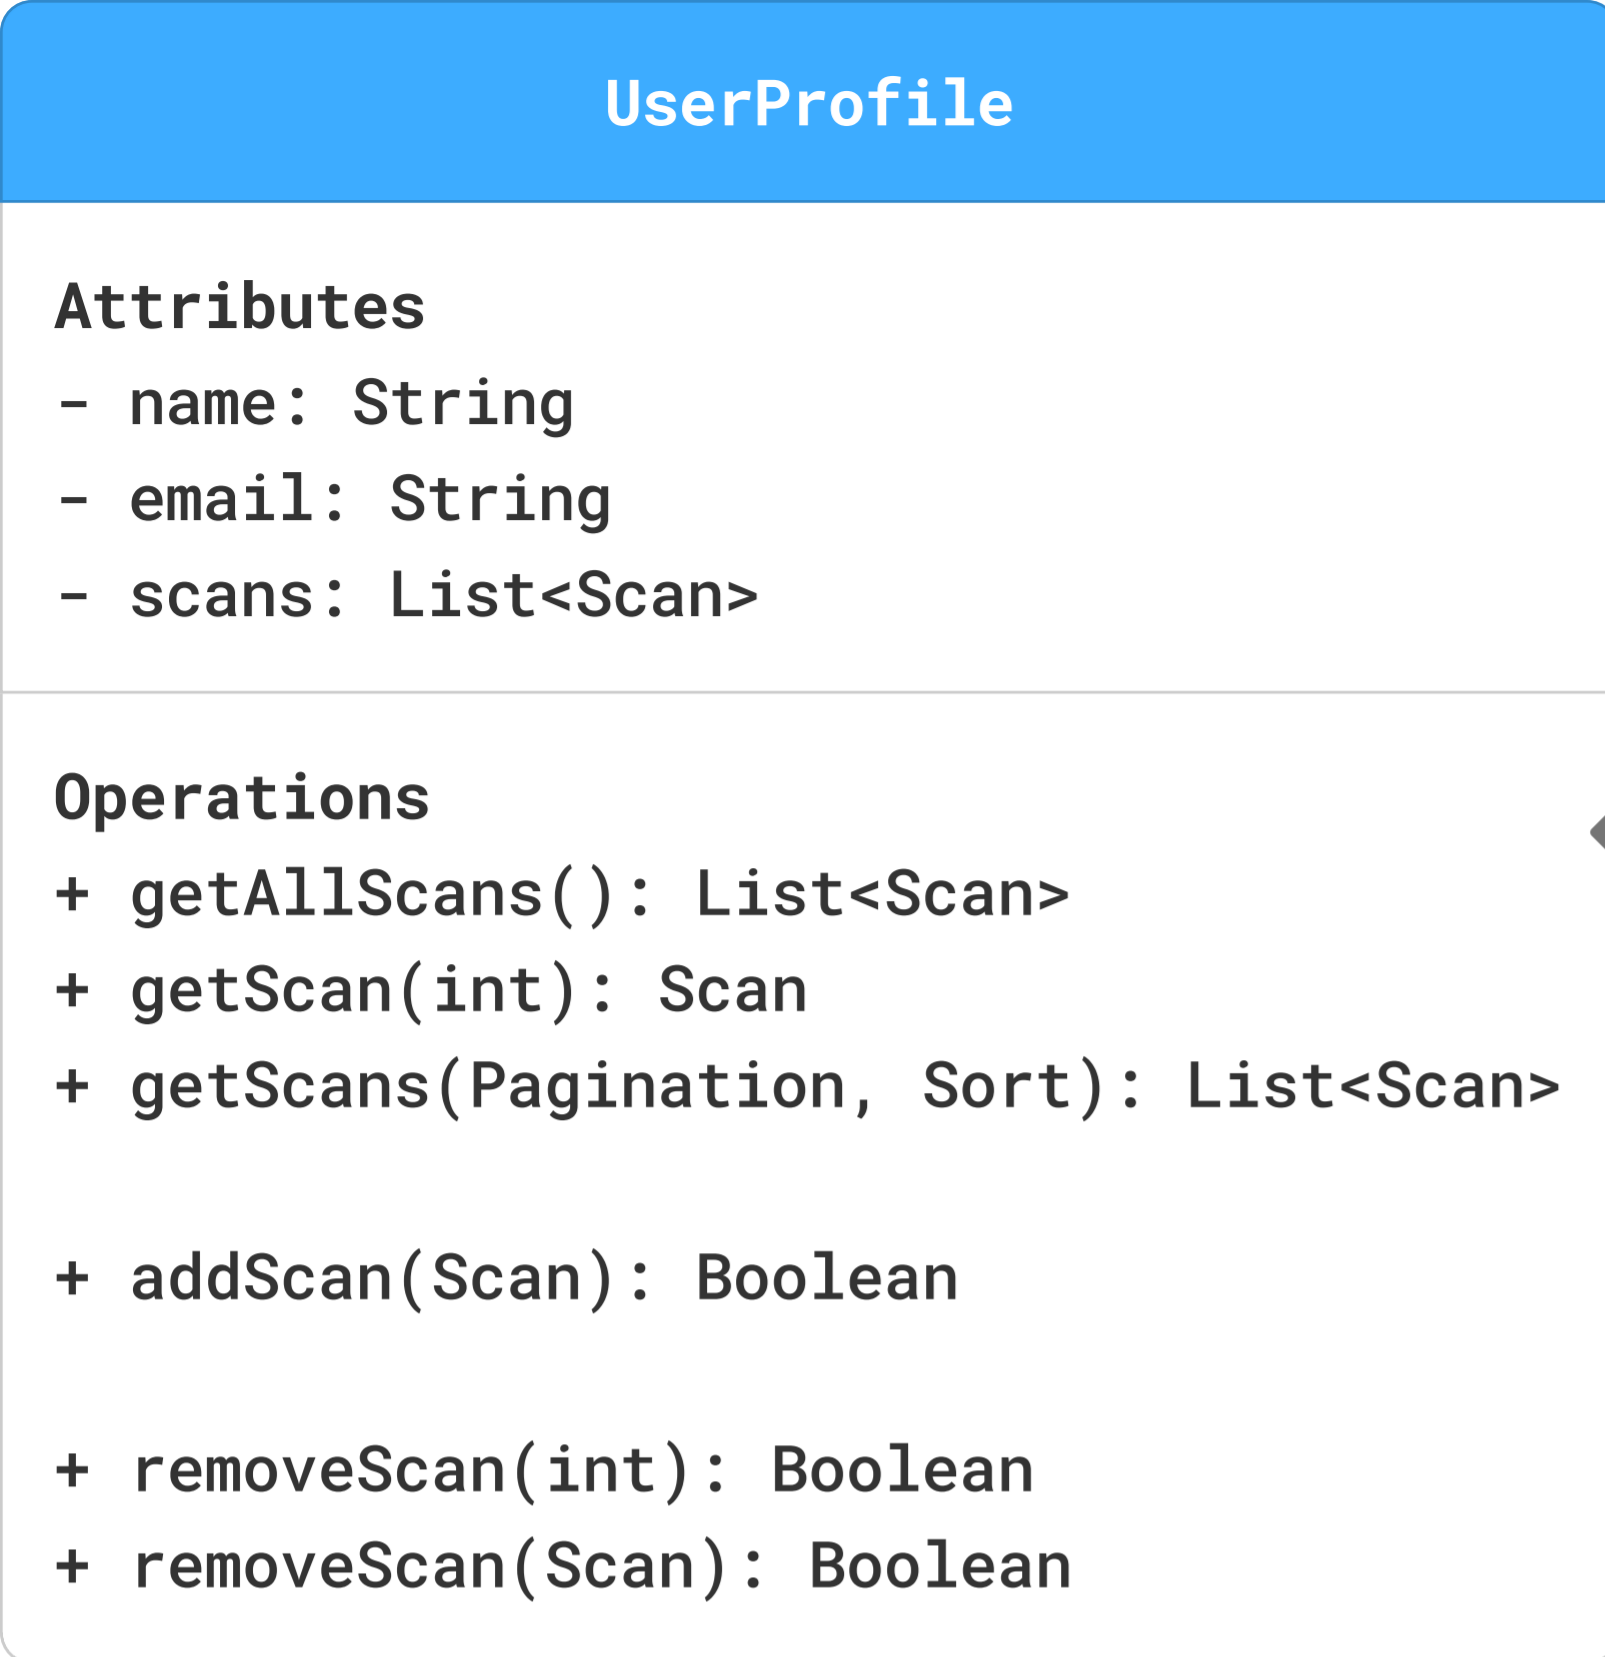 UserProfile
Attributes
- name: String
- email: String
- scans: List<Scan>
Operations
+ getAllScans(): List<Scan>
+ getScan(int): Scan
+ getScans(Pagination, Sort): List<Scan>
+ addScan(Scan): Boolean
+ removeScan(int): Boolean
+ removeScan(Scan): Boolean